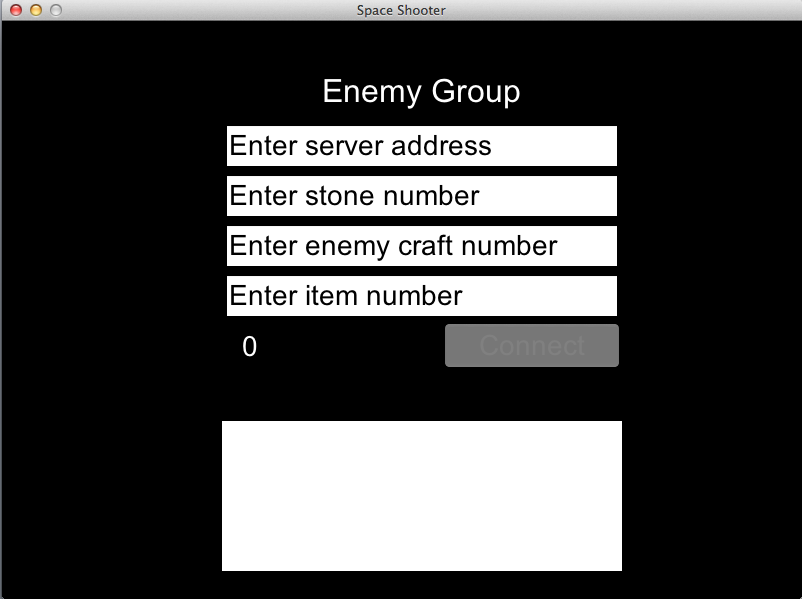 Space Shooter
Enemy Group
Enter server address
Enter stone number
Enter enemy craft number
Enter item number
0 Connect